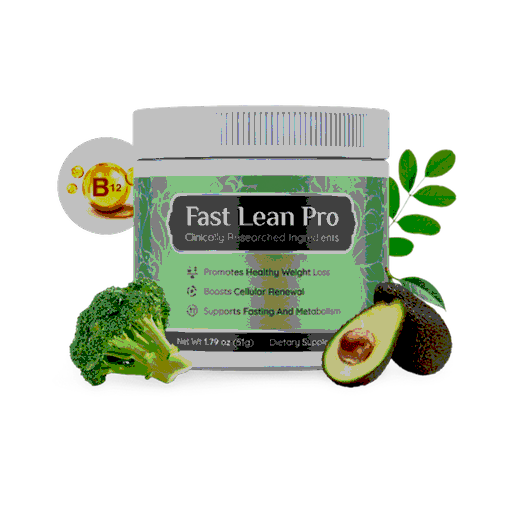 B12
Fast Lean Pro
Clinically Researched Ingredients
Promotes Healthy Weight Loss
Boosts Cellular Renewal
Supports Fasting And Metabolism
Net Wt 1.79 oz (51g) Dietary Supple